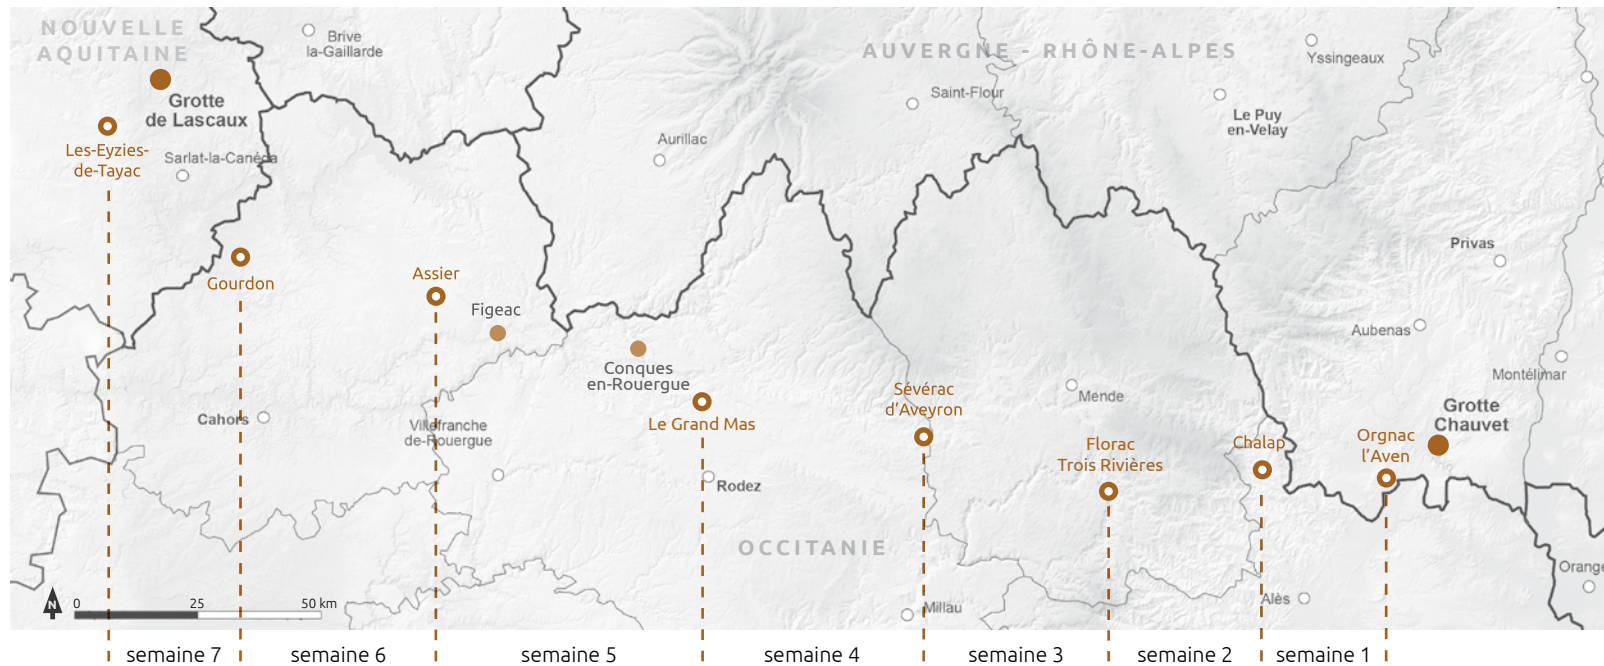 NOUVELLE
AQUITAINE
Brive
la-Gaillarde
AUVERGNE - RHÔNE-ALPES
Yssingeaux
Grotte
de Lascaux
Saint-Flour
Le Puy
en-Velay
Les-Eyzies-
de-Tayac
Sarlat-la-Canéda
Aurillac
Gourdon
Assier
Figeac
Privas
Aubenas
Conques
en-Rouergue
Montélimar
Sévérac
d'Aveyron
Mende
Grotte
Chauvet
Cahors
Villefranche
de-Rouergue
Le Grand Mas
Florac
Trois Rivières
Chalap
Orgnac
l'Aven
Rodez
OCCITANIE
Orange
N
0 25 50 km
Millau
Alès
semaine 7 semaine 6 semaine 5 semaine 4 semaine 3 semaine 2 semaine 1